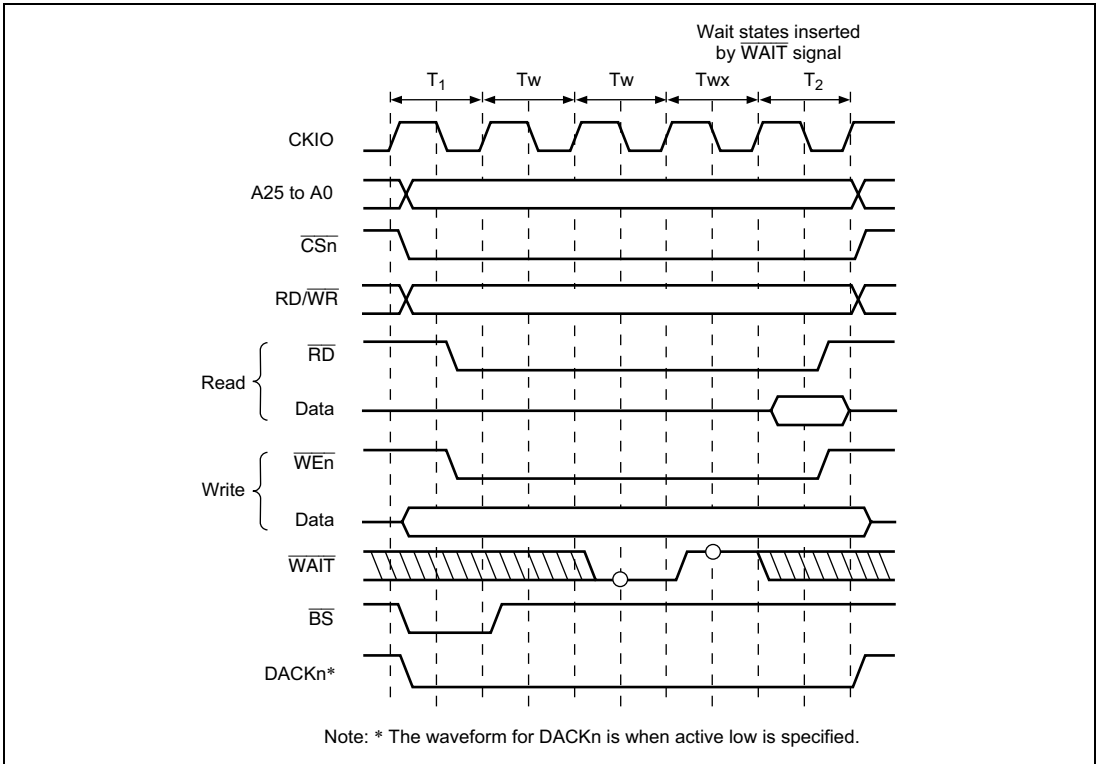 Wait states inserted
by WAIT signal
T1 Tw Tw Twx T2
CKIO
A25 to A0
CSn
RD/WR
Read
RD
Data
Write
WEn
Data
WAIT
BS
DACKn*
Note: * The waveform for DACKn is when active low is specified.